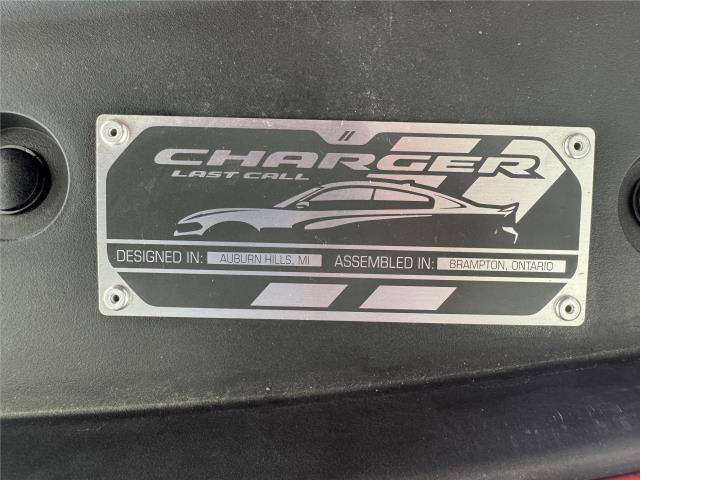 CHARGER
LAST CALL
DESIGNED IN: AUBURN HILLS, MI ASSEMBLED IN: BRAMPTON, ONTARIO